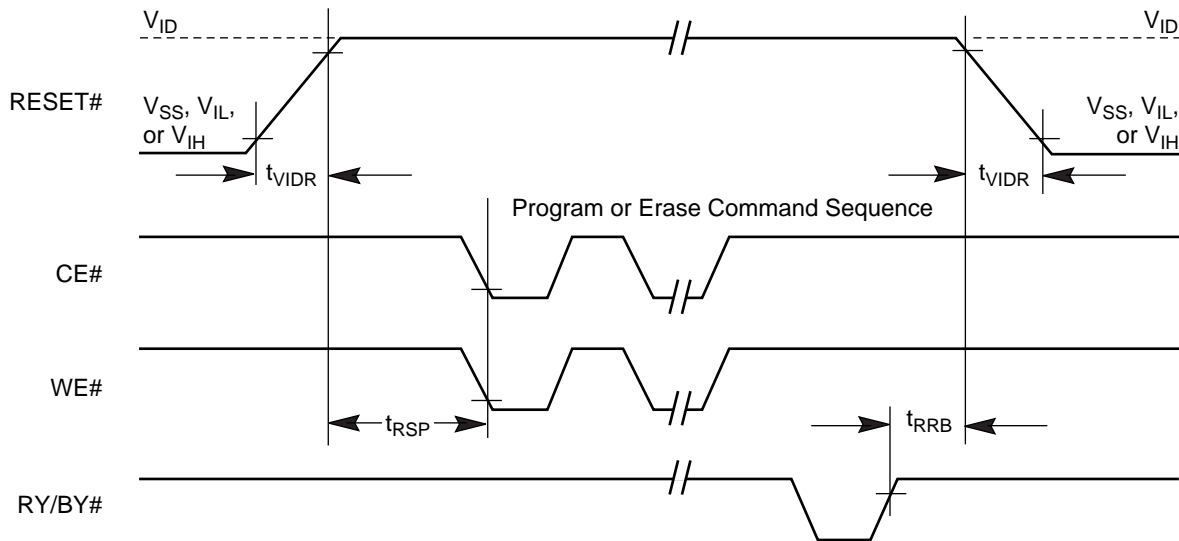 VID
VID
RESET#
VSS, VIL,
or VIH
VSS, VIL,
or VIH
tVIDR
tVIDR
Program or Erase Command Sequence
CE#
WE#
tRSP
tRRB
RY/BY#